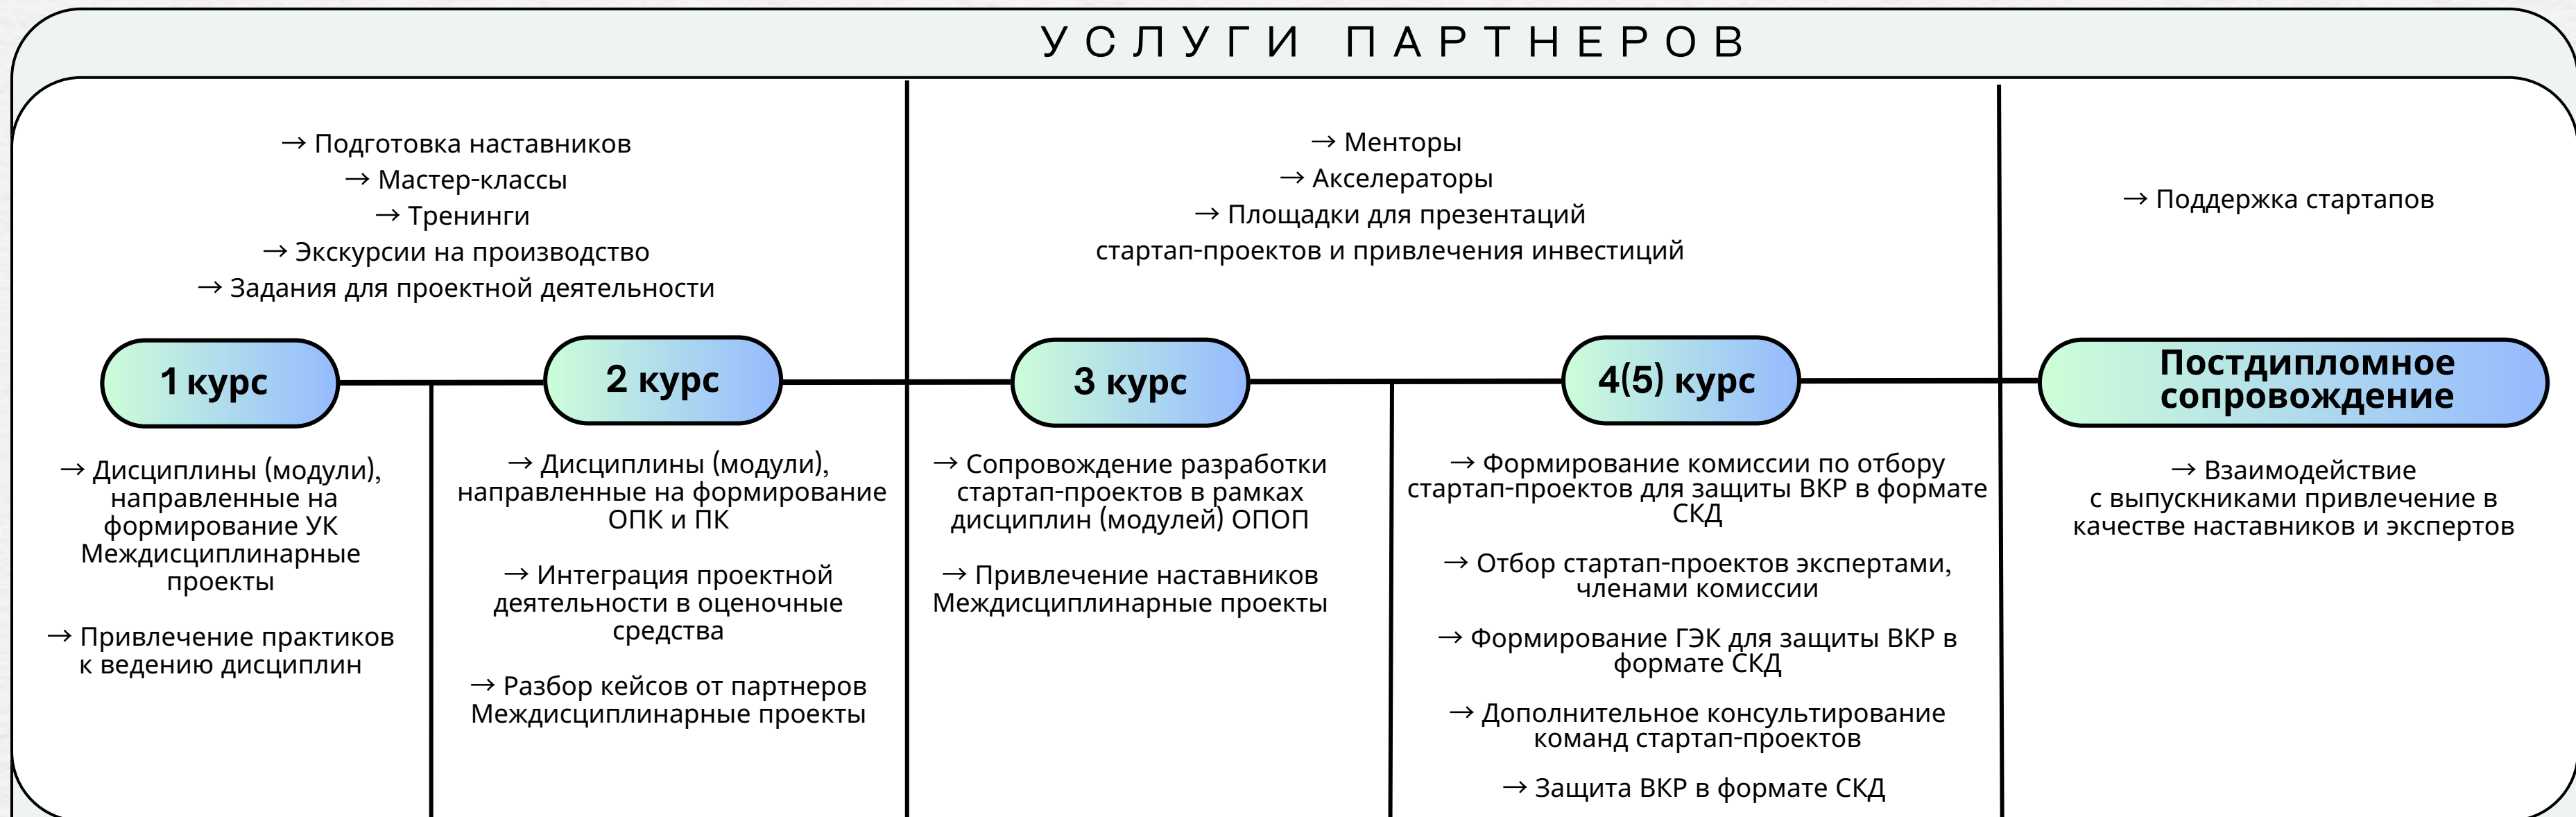 УСЛУГИ ПАРТНЕРОВ
→ Подготовка наставников
→ Мастер-классы
→ Тренинги
→ Экскурсии на производство
→ Задания для проектной деятельности
→ Менторы
→ Акселераторы
→ Площадки для презентаций
стартап-проектов и привлечения инвестиций
→ Поддержка стартапов
1 курс
2 курс
3 курс
4(5) курс
Постдипломное
сопровождение
→ Дисциплины (модули),
направленные на
формирование УК
Междисциплинарные
проекты
→ Привлечение практиков
к ведению дисциплин
→ Дисциплины (модули),
направленные на формирование
ОПК и ПК
→ Интеграция проектной
деятельности в оценочные
средства
→ Разбор кейсов от партнеров
Междисциплинарные проекты
→ Сопровождение разработки
стартап-проектов в рамках
дисциплин (модулей) ОПОП
→ Привлечение наставников
Междисциплинарные проекты
→ Формирование комиссии по отбору
стартап-проектов для защиты ВКР в формате
СКД
→ Отбор стартап-проектов экспертами,
членами комиссии
→ Формирование ГЭК для защиты ВКР в
формате СКД
→ Дополнительное консультирование
команд стартап-проектов
→ Защита ВКР в формате СКД
→ Взаимодействие
с выпускниками привлечение в
качестве наставников и экспертов